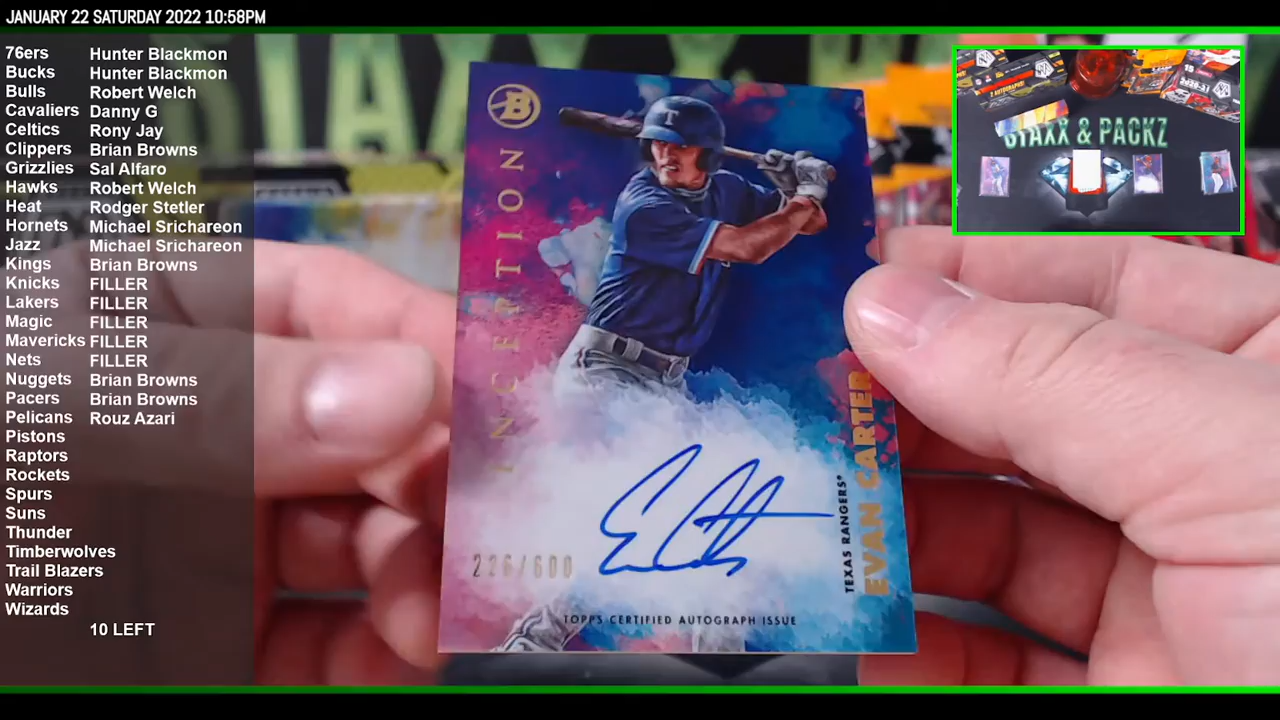 JANUARY 22 SATURDAY 2022 10:58PM
76ers Hunter Blackmon
Bucks Hunter Blackmon
Bulls Robert Welch
Cavaliers Danny G
Celtics Rony Jay
Clippers Brian Browns
Grizzlies Sal Alfaro
Hawks Robert Welch
Heat Rodger Stetler
Hornets Michael Srichareon
Jazz Michael Srichareon
Kings Brian Browns
Knicks FILLER
Lakers FILLER
Magic FILLER
Mavericks FILLER
Nets FILLER
Nuggets Brian Browns
Pacers Brian Browns
Pelicans Rouz Azari
Pistons
Raptors
Rockets
Spurs
Suns
Thunder
Timberwolves
Trail Blazers
Warriors
Wizards
10 LEFT
STAXX &
B
INCEPTION
T
226/600
TEXAS RANGERS®
EVAN CARTER
TOPPS CERTIFIED AUTOGRAPH ISSUE
STAXX & PACKZ